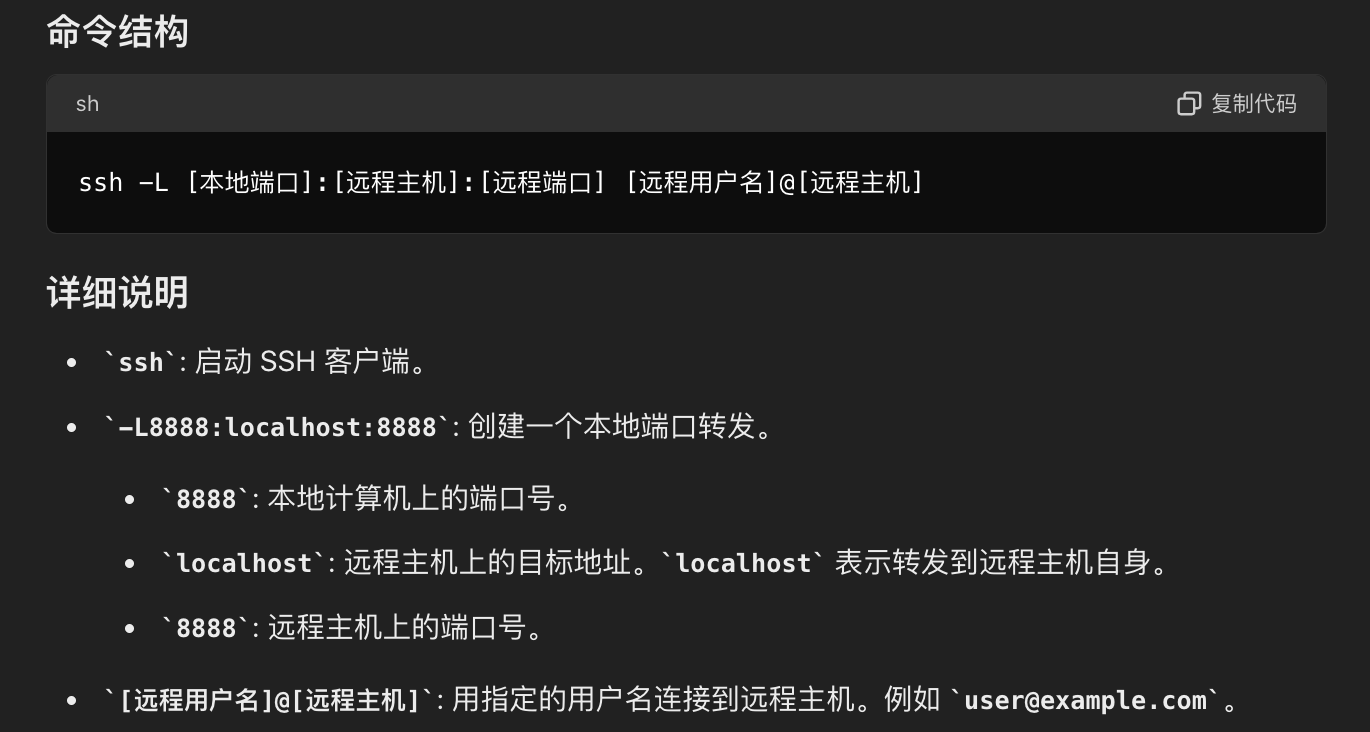 命令结构
sh
复制代码
ssh -L [本地端口]:[远程主机]:[远程端口] [远程用户名]@[远程主机]
详细说明
• `ssh`: 启动 SSH 客户端。
• `-L8888:localhost:8888`: 创建一个本地端口转发。
• `8888`: 本地计算机上的端口号。
• `localhost`: 远程主机上的目标地址。`localhost` 表示转发到远程主机自身。
• `8888`: 远程主机上的端口号。
• `[远程用户名]@[远程主机]`: 用指定的用户名连接到远程主机。例如 `user@example.com`。